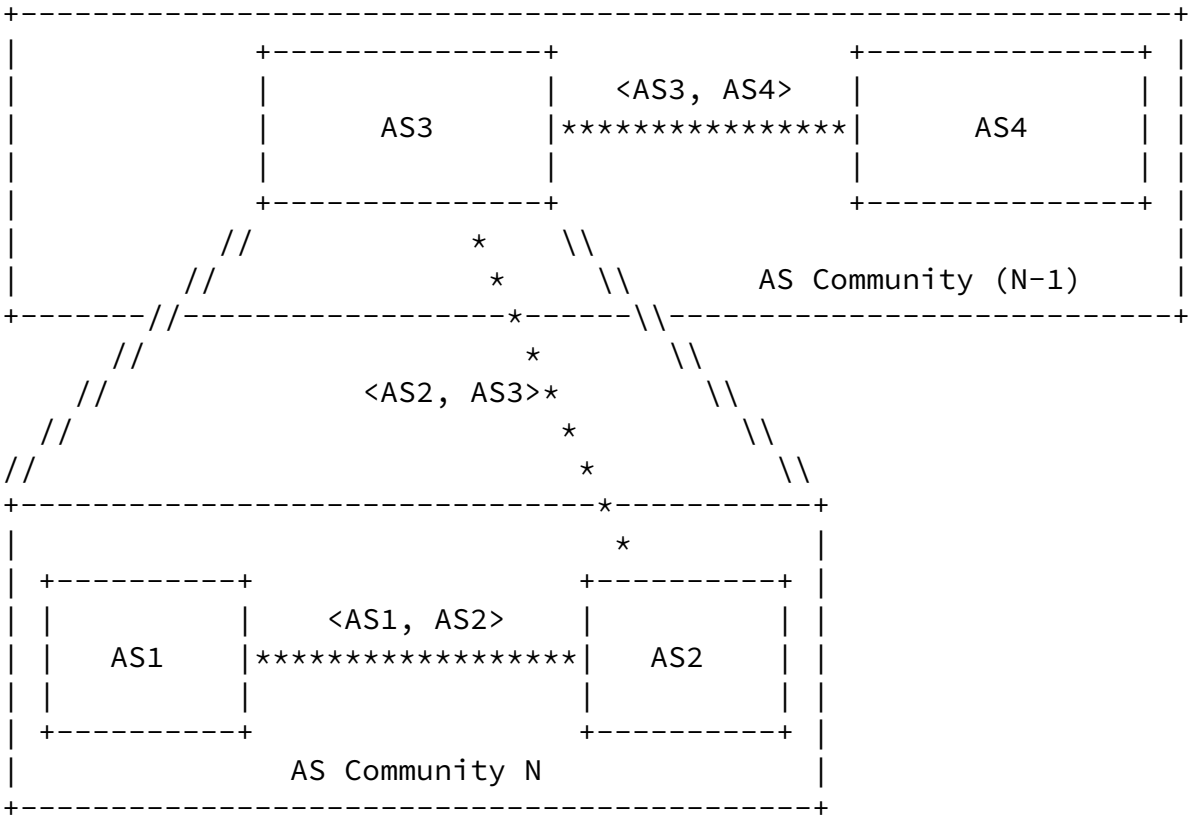 <AS3, AS4>
AS3 AS4
AS Community (N-1)
<AS2, AS3>
<AS1, AS2>
AS1 AS2
AS Community N